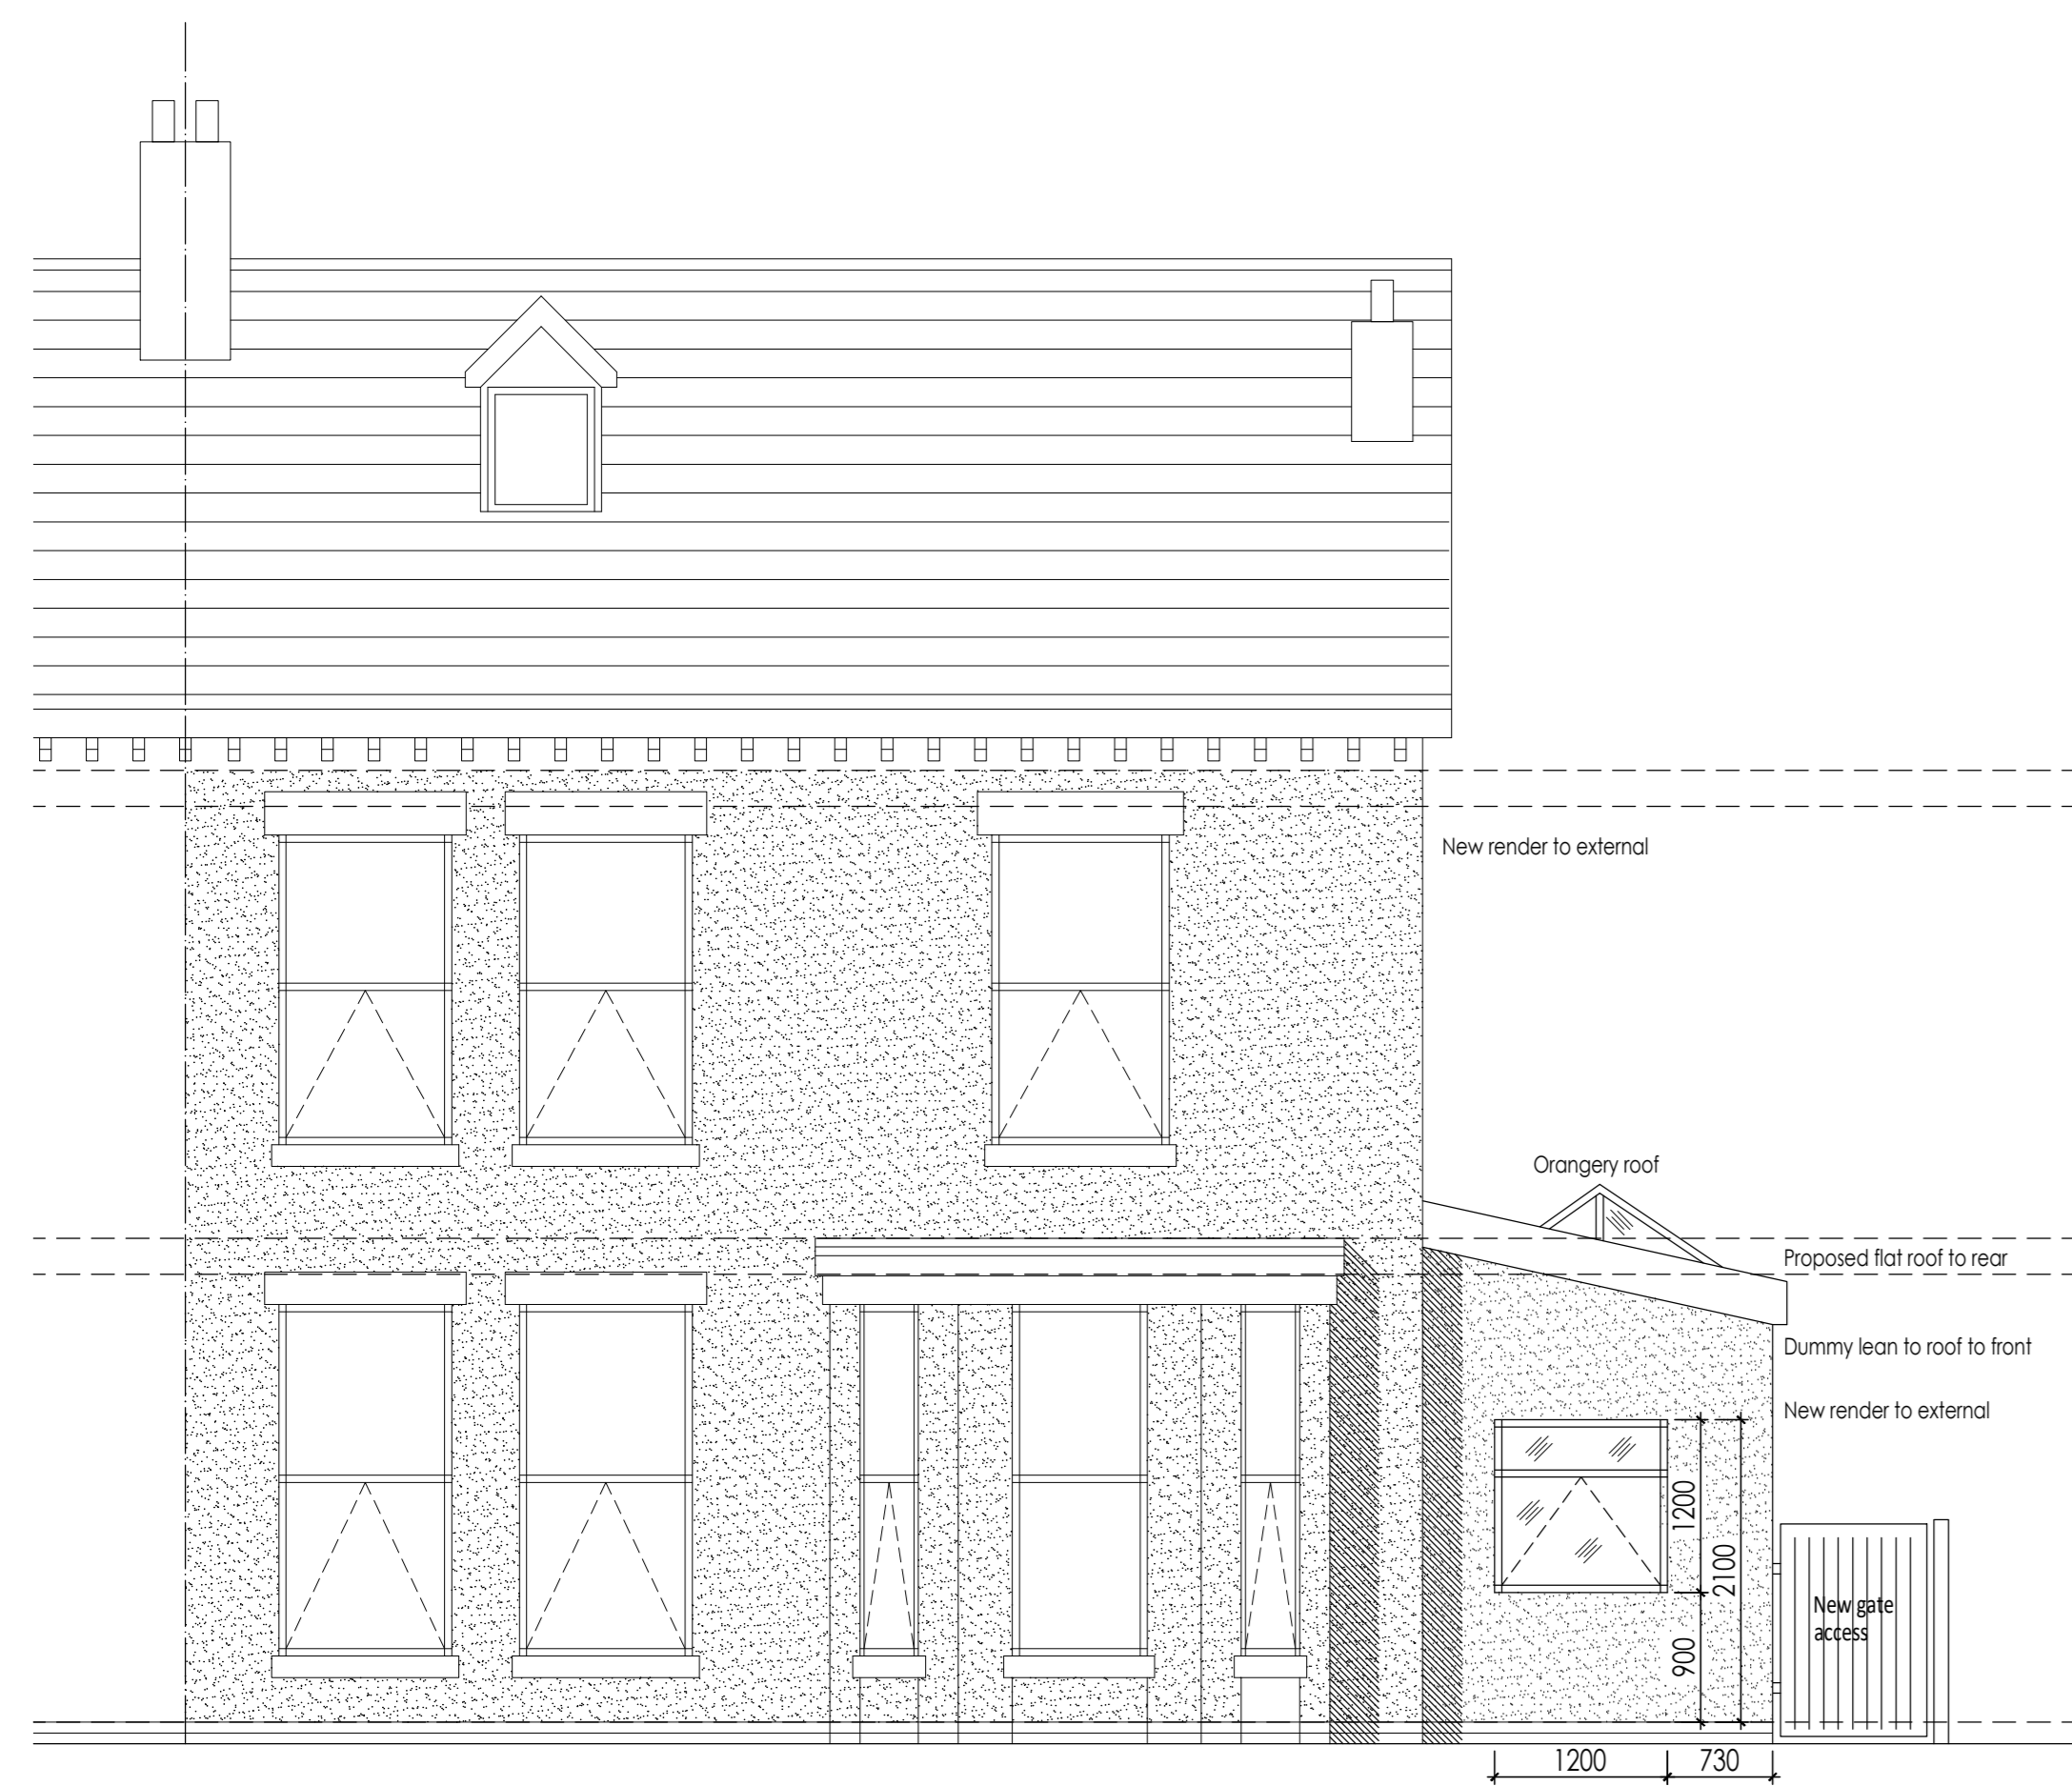 New render to external
Orangery roof
Proposed flat roof to rear
Dummy lean to roof to front
New render to external
1200
2100
900
New gate
access
1200
730